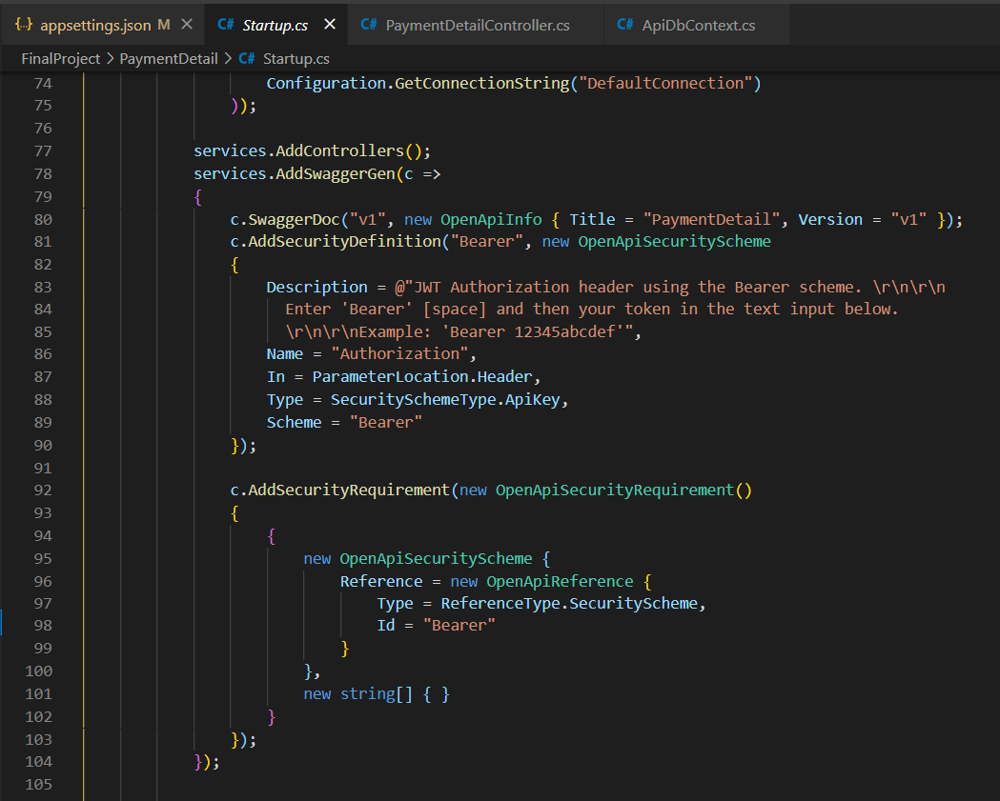 {..} appsettings.json M × C# Startup.cs × C# PaymentDetailController.cs C# ApiDbContext.cs
FinalProject > PaymentDetail > C# Startup.cs
74 Configuration.GetConnectionString("DefaultConnection")
75 ));
76
77 services.AddControllers();
78 services.AddSwaggerGen(c =>
79 {
80 c.SwaggerDoc("v1", new OpenApiInfo { Title = "PaymentDetail", Version = "v1" });
81 c.AddSecurityDefinition("Bearer", new OpenApiSecurityScheme
82 {
83 Description = @"JWT Authorization header using the Bearer scheme. \r\n\r\n
84 Enter 'Bearer' [space] and then your token in the text input below.
85 \r\n\r\nExample: 'Bearer 12345abcdef'",
86 Name = "Authorization",
87 In = ParameterLocation.Header,
88 Type = SecuritySchemeType.ApiKey,
89 Scheme = "Bearer"
90 });
91
92 c.AddSecurityRequirement(new OpenApiSecurityRequirement()
93 {
94 {
95 new OpenApiSecurityScheme {
96 Reference = new OpenApiReference {
97 Type = ReferenceType.SecurityScheme,
98 Id = "Bearer"
99 }
100 },
101 new string[] { }
102 }
103 });
104 });
105